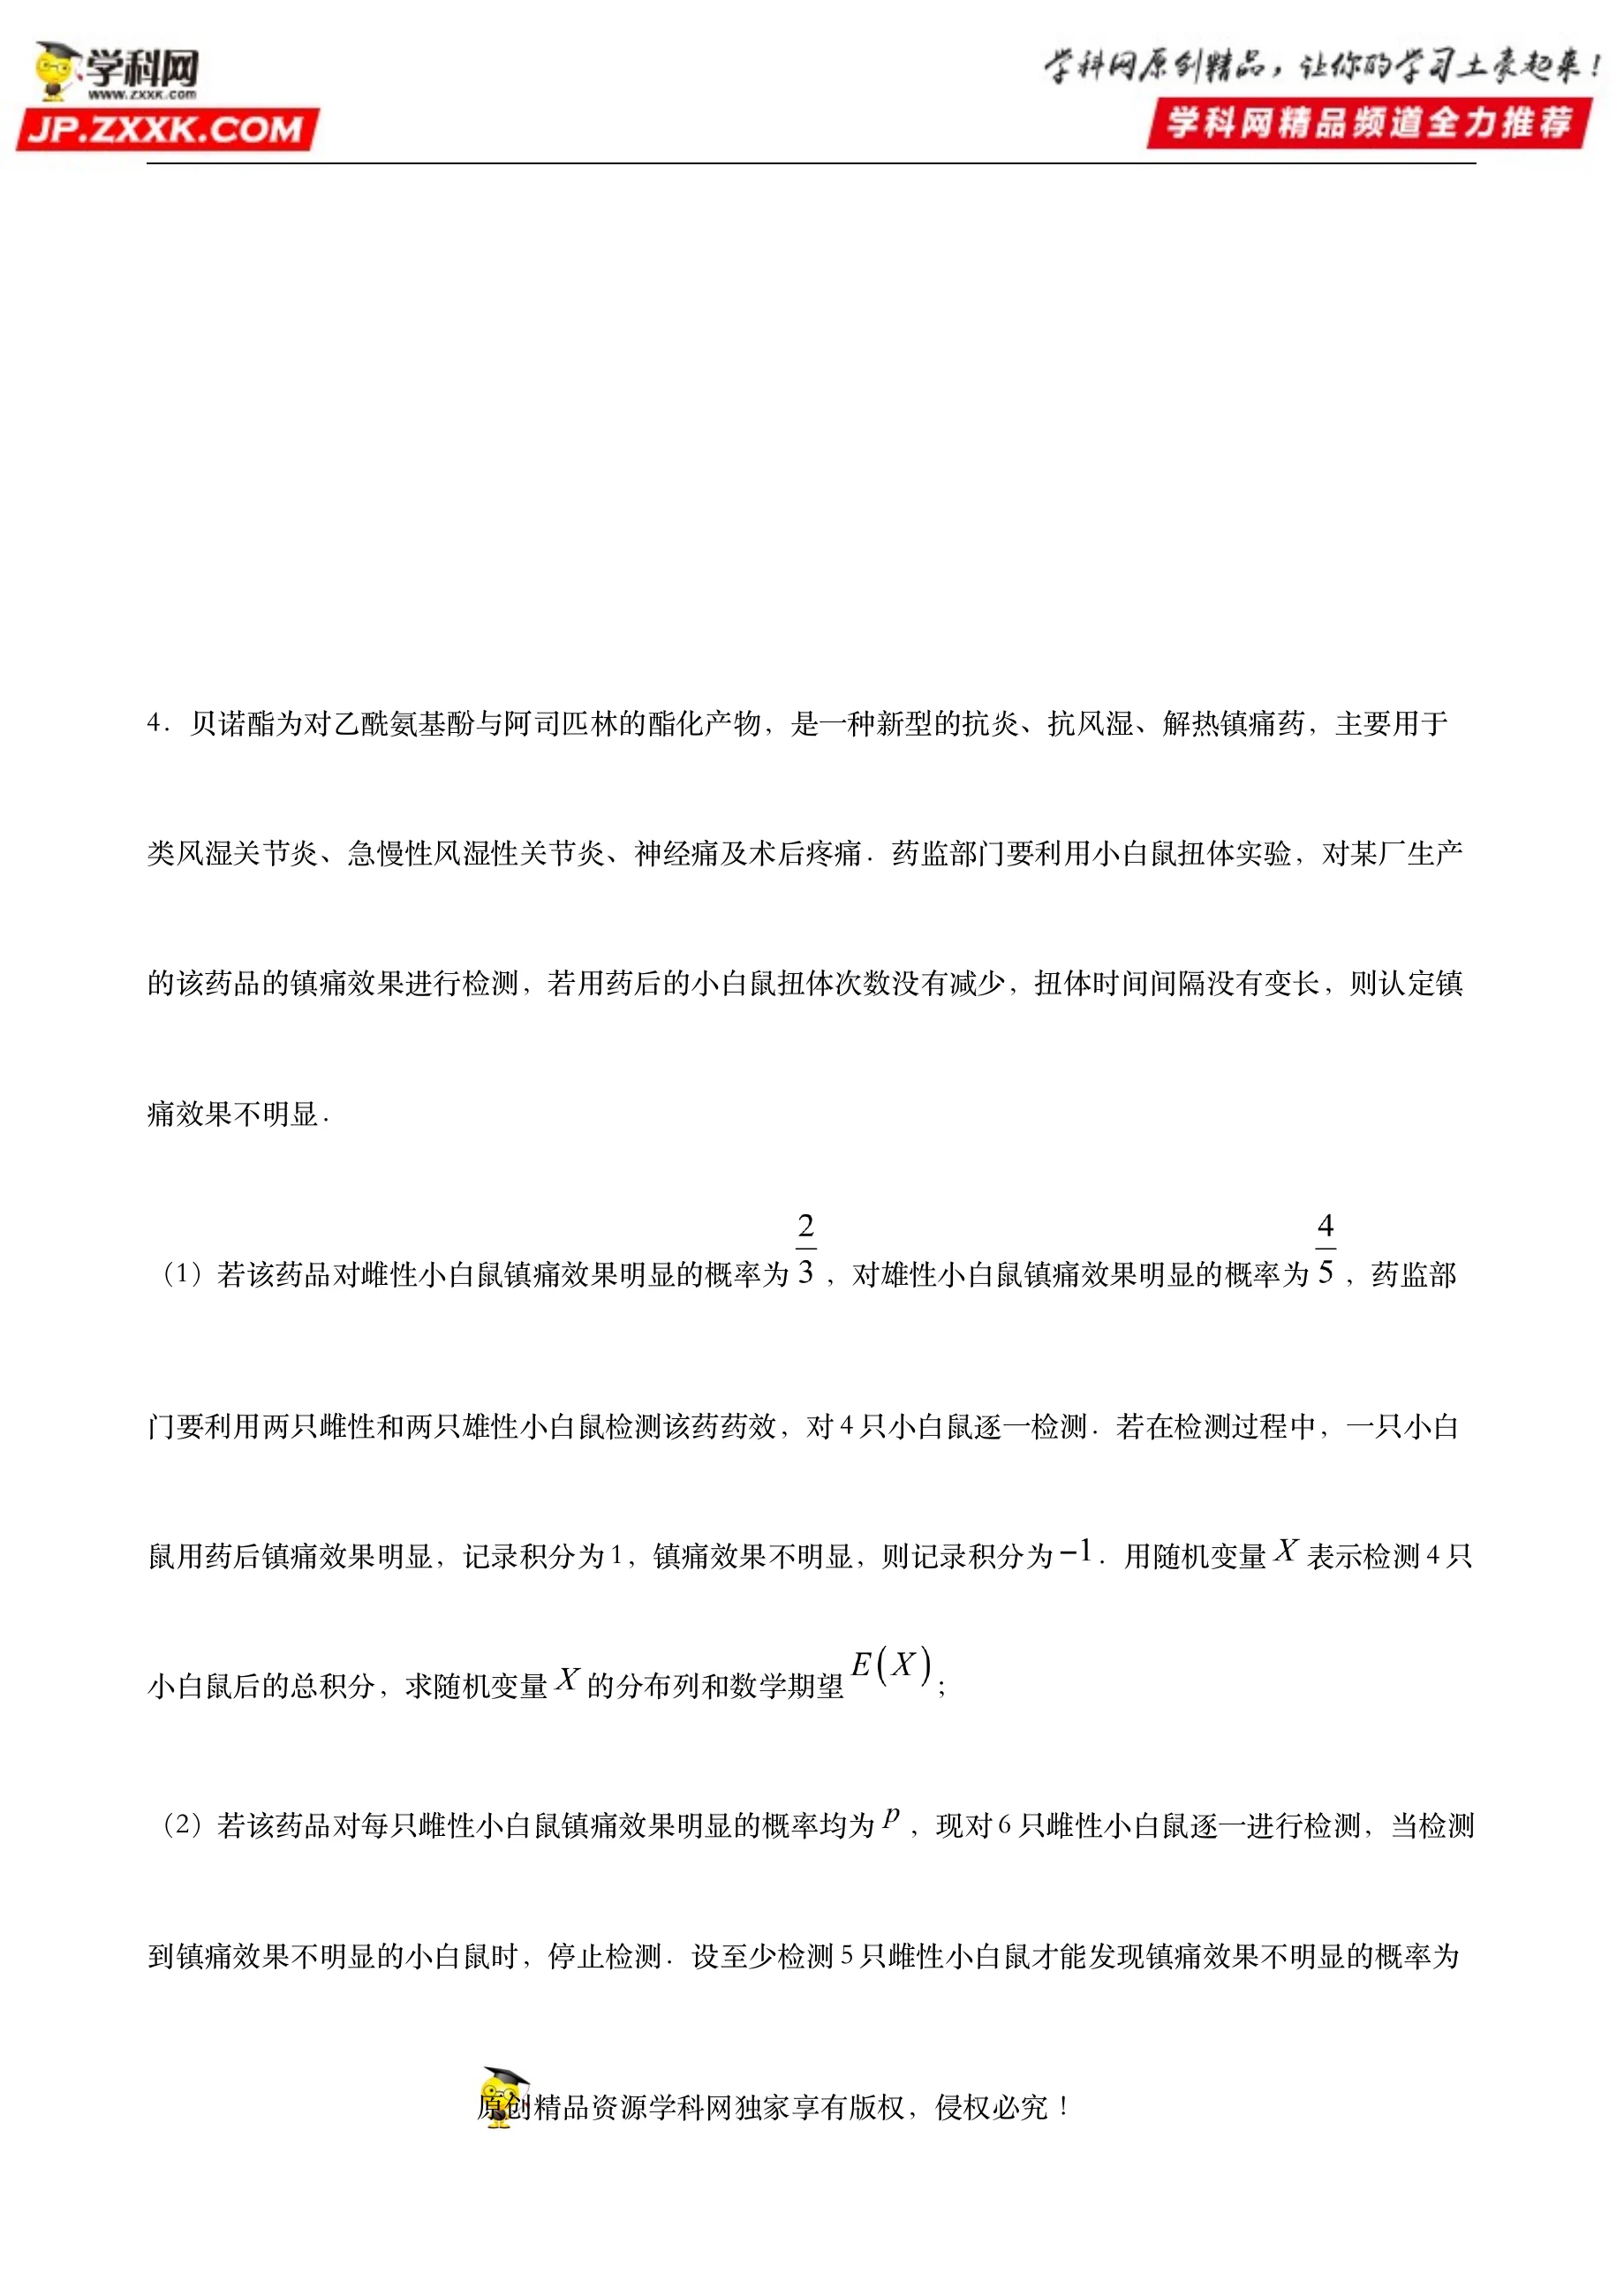 学科网
www.zxxk.com
JP.ZXXK.COM
学科网原创精品，让你的学习土豪起来！
学科网精品频道全力推荐
4．贝诺酯为对乙酰氨基酚与阿司匹林的酯化产物，是一种新型的抗炎、抗风湿、解热镇痛药，主要用于
类风湿关节炎、急慢性风湿性关节炎、神经痛及术后疼痛．药监部门要利用小白鼠扭体实验，对某厂生产
的该药品的镇痛效果进行检测，若用药后的小白鼠扭体次数没有减少，扭体时间间隔没有变长，则认定镇
痛效果不明显．
（1）若该药品对雌性小白鼠镇痛效果明显的概率为 2/3，对雄性小白鼠镇痛效果明显的概率为 4/5，药监部
门要利用两只雌性和两只雄性小白鼠检测该药药效，对 4 只小白鼠逐一检测．若在检测过程中，一只小白
鼠用药后镇痛效果明显，记录积分为 1，镇痛效果不明显，则记录积分为 −1．用随机变量 X 表示检测 4 只
小白鼠后的总积分，求随机变量 X 的分布列和数学期望 E(X)；
（2）若该药品对每只雌性小白鼠镇痛效果明显的概率均为 p，现对 6 只雌性小白鼠逐一进行检测，当检测
到镇痛效果不明显的小白鼠时，停止检测．设至少检测 5 只雌性小白鼠才能发现镇痛效果不明显的概率为
原创精品资源学科网独家享有版权，侵权必究！